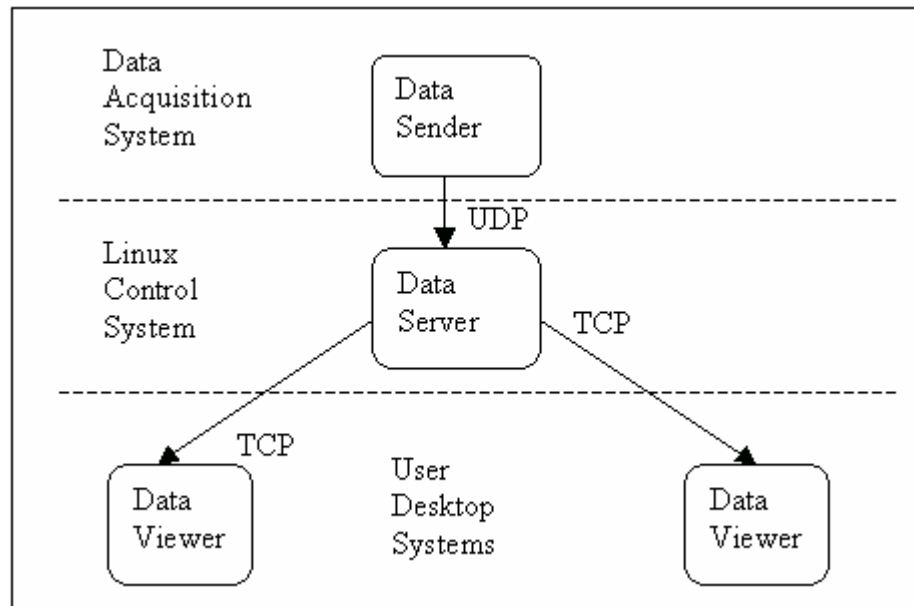 Data
Acquisition
System
Data
Sender
UDP
Linux
Control
System
Data
Server
TCP
TCP
User
Desktop
Systems
Data
Viewer
Data
Viewer